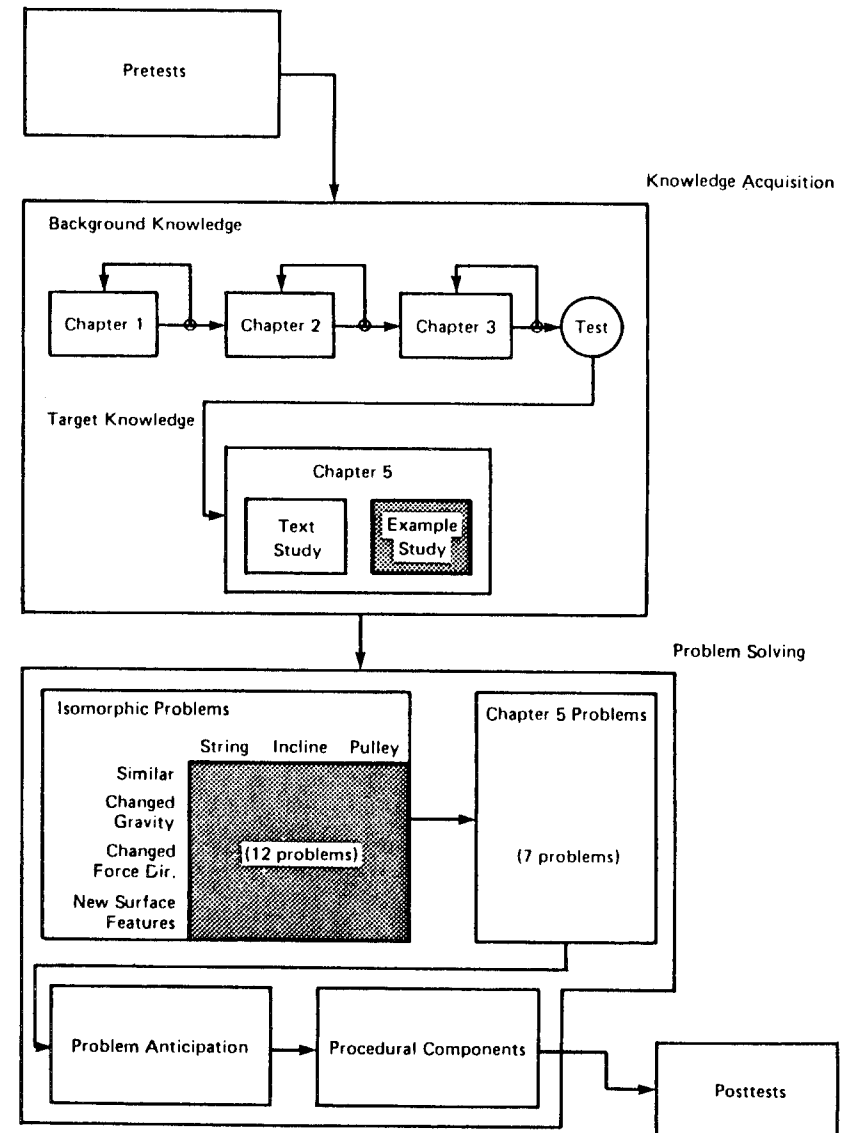 Pretests
Knowledge Acquisition
Background Knowledge
Chapter 1
Chapter 2
Chapter 3
Test
Target Knowledge
Chapter 5
Text
Study
Example
Study
Problem Solving
Isomorphic Problems
String Incline Pulley
Similar
Changed
Gravity
Changed
Force Dir.
New Surface
Features
(12 problems)
Chapter 5 Problems
(7 problems)
Problem Anticipation
Procedural Components
Posttests